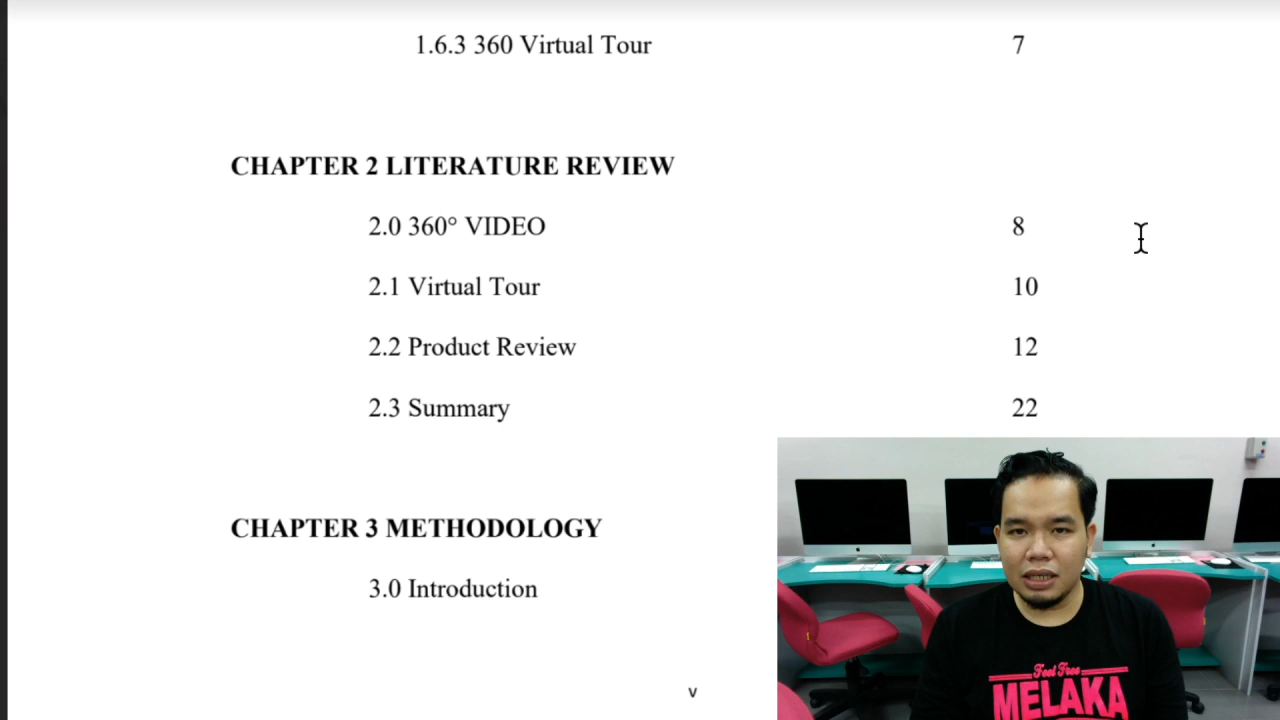 1.6.3 360 Virtual Tour 7
CHAPTER 2 LITERATURE REVIEW
2.0 360° VIDEO 8
2.1 Virtual Tour 10
2.2 Product Review 12
2.3 Summary 22
CHAPTER 3 METHODOLOGY
3.0 Introduction
v
Feel Free
MELAKA